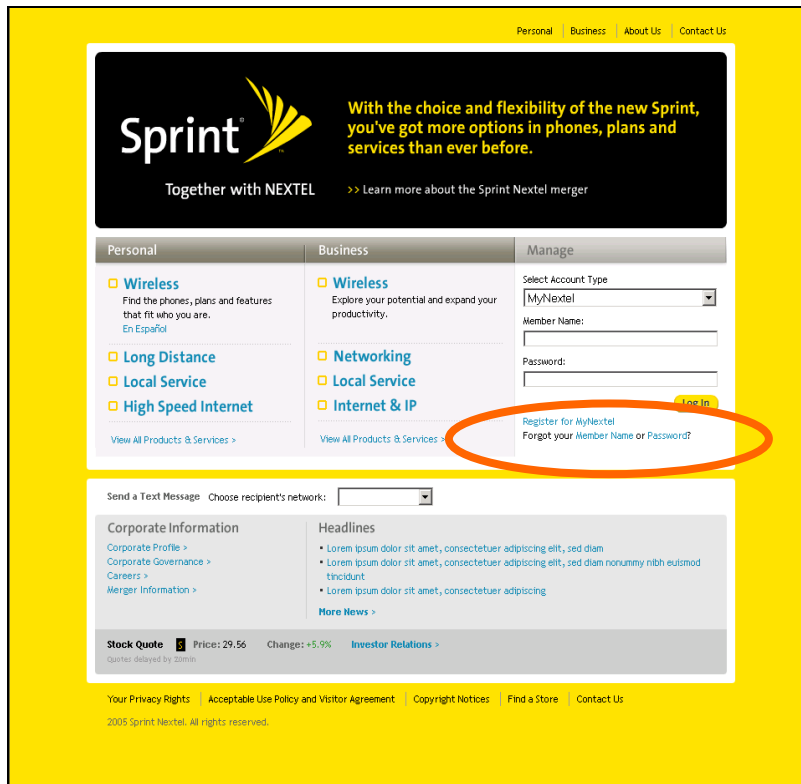 Personal | Business | About Us | Contact Us
Sprint
Together with NEXTEL
With the choice and flexibility of the new Sprint,
you've got more options in phones, plans and
services than ever before.
>> Learn more about the Sprint Nextel merger
Personal
Wireless
Find the phones, plans and features
that fit who you are.
En Español
Long Distance
Local Service
High Speed Internet
View All Products & Services >
Business
Wireless
Explore your potential and expand your
productivity.
Networking
Local Service
Internet & IP
View All Products & Services >
Manage
Select Account Type
MyNextel
Member Name:
Password:
Log In
Register for MyNextel
Forgot your Member Name or Password?
Send a Text Message Choose recipient's network:
Corporate Information
Corporate Profile >
Corporate Governance >
Careers >
Merger Information >
Headlines
• Lorem ipsum dolor sit amet, consectetuer adipiscing elit, sed diam
• Lorem ipsum dolor sit amet, consectetuer adipiscing elit, sed diam nonummy nibh euismod
tincidunt
• Lorem ipsum dolor sit amet, consectetuer adipiscing
More News >
Stock Quote S Price: 29.56 Change: +5.9% Investor Relations >
Quotes delayed by 20min
Your Privacy Rights | Acceptable Use Policy and Visitor Agreement | Copyright Notices | Find a Store | Contact Us
2005 Sprint Nextel. All rights reserved.